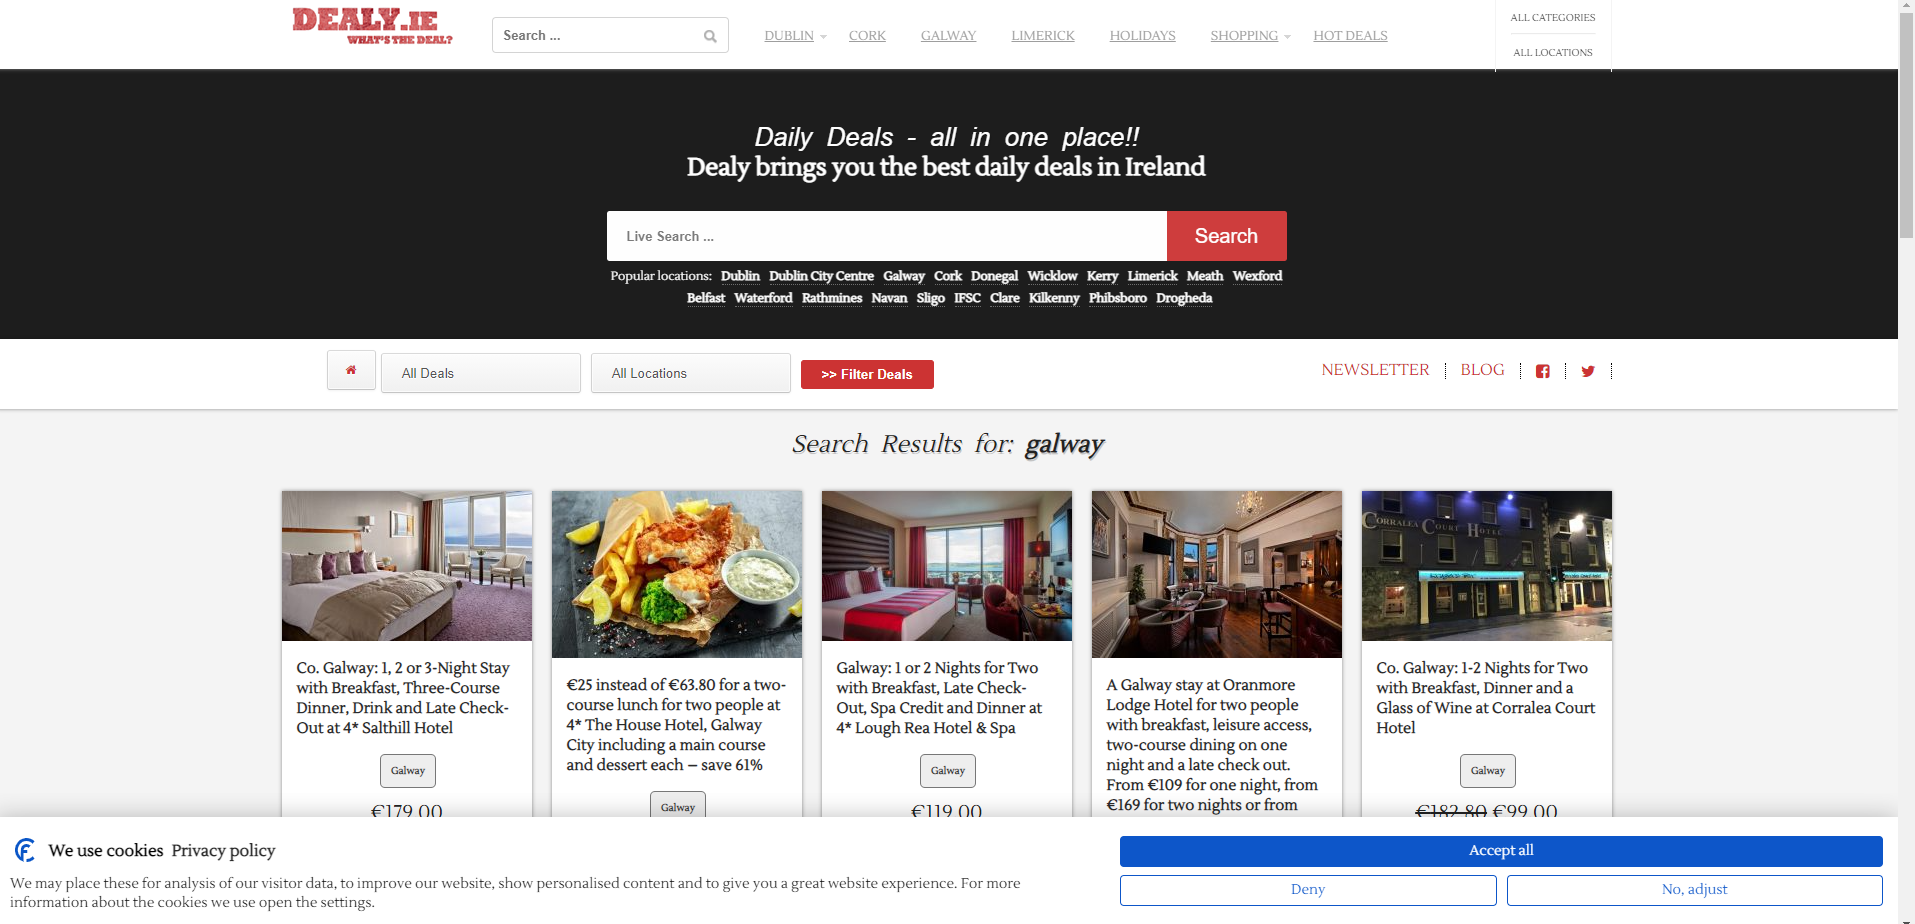 DEALY.IE
WHAT'S THE DEAL?
Search ...
DUBLIN CORK GALWAY LIMERICK HOLIDAYS SHOPPING HOT DEALS
ALL CATEGORIES
ALL LOCATIONS
Daily Deals - all in one place!!
Dealy brings you the best daily deals in Ireland
Live Search ...
Search
Popular locations: Dublin Dublin City Centre Galway Cork Donegal Wicklow Kerry Limerick Meath Wexford
Belfast Waterford Rathmines Navan Sligo IFSC Clare Kilkenny Phibsboro Drogheda
All Deals
All Locations
>> Filter Deals
NEWSLETTER
BLOG
Search Results for: galway
CORRALEA COURT HOTEL
Co. Galway: 1, 2 or 3-Night Stay
with Breakfast, Three-Course
Dinner, Drink and Late Check-
Out at 4* Salthill Hotel
Galway
€179.00
€25 instead of €63.80 for a two-
course lunch for two people at
4* The House Hotel, Galway
City including a main course
and dessert each – save 61%
Galway
Galway: 1 or 2 Nights for Two
with Breakfast, Late Check-
Out, Spa Credit and Dinner at
4* Lough Rea Hotel & Spa
Galway
€119.00
A Galway stay at Oranmore
Lodge Hotel for two people
with breakfast, leisure access,
two-course dining on one
night and a late check out.
From €109 for one night, from
€169 for two nights or from
Co. Galway: 1-2 Nights for Two
with Breakfast, Dinner and a
Glass of Wine at Corralea Court
Hotel
Galway
€182.80 €99.00
We use cookies Privacy policy
We may place these for analysis of our visitor data, to improve our website, show personalised content and to give you a great website experience. For more
information about the cookies we use open the settings.
Accept all
Deny
No, adjust